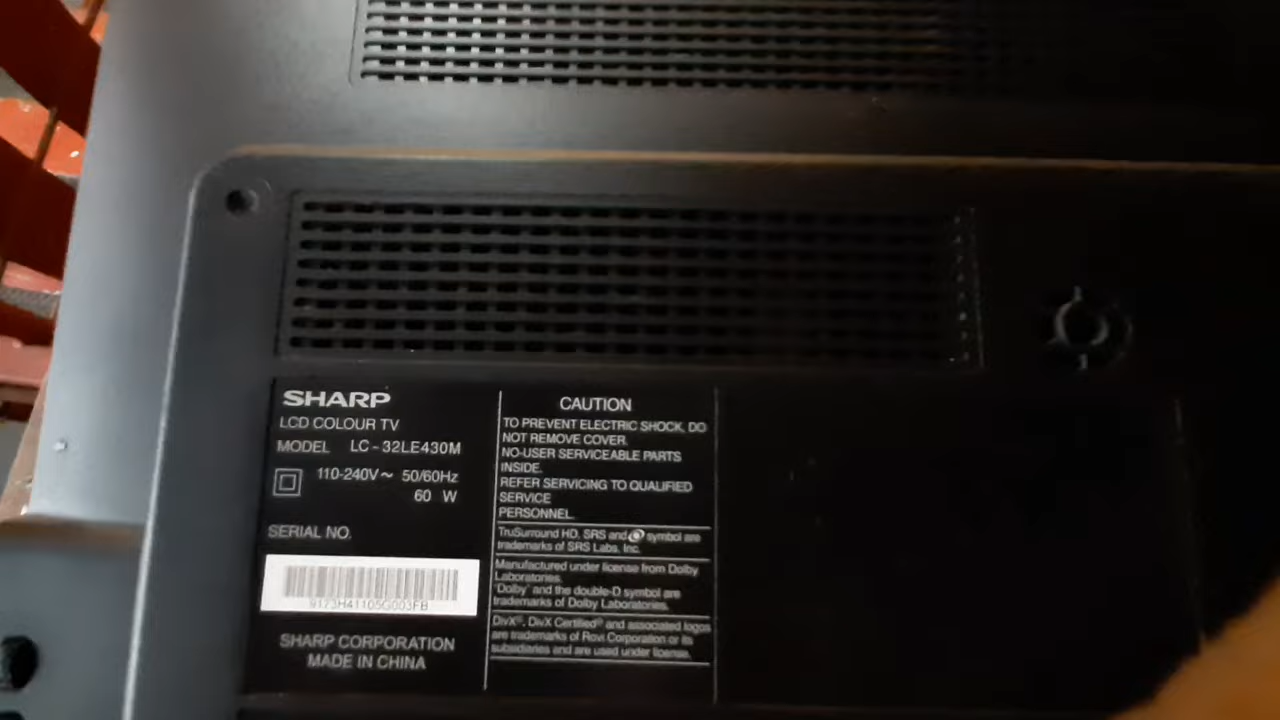 SHARP
LCD COLOUR TV
MODEL LC-32LE430M
110-240V~ 50/60Hz
60 W
SERIAL NO.
9173H41105G003FB
SHARP CORPORATION
MADE IN CHINA
CAUTION
TO PREVENT ELECTRIC SHOCK, DO
NOT REMOVE COVER.
NO-USER SERVICEABLE PARTS
INSIDE.
REFER SERVICING TO QUALIFIED
SERVICE
PERSONNEL.
TruSurround HD, SRS and symbol are
trademarks of SRS Labs, Inc.
Manufactured under license from Dolby
Laboratories.
"Dolby" and the double-D symbol are
trademarks of Dolby Laboratories.
DivX®, DivX Certified® and associated logos
are trademarks of Rovi Corporation or its
subsidiaries and are used under license.